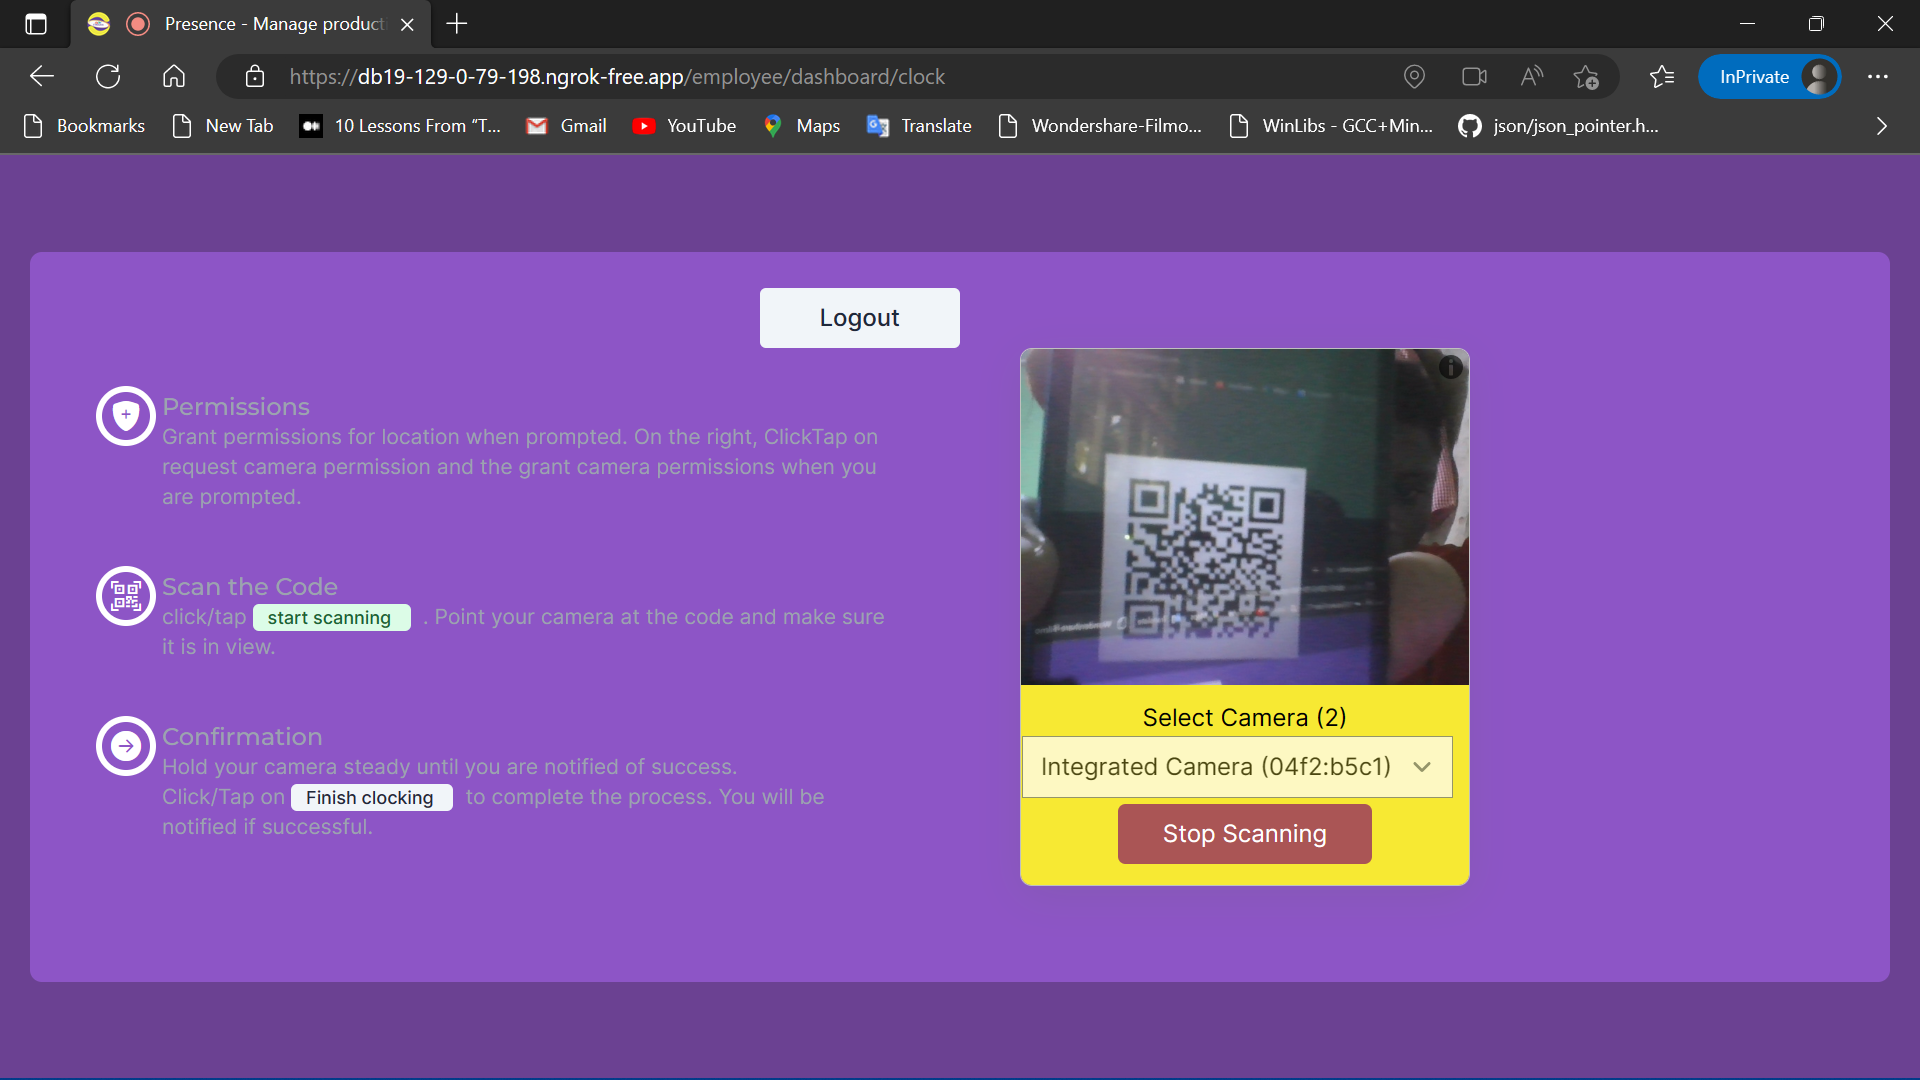 Presence - Manage producti
https://db19-129-0-79-198.ngrok-free.app/employee/dashboard/clock
InPrivate
Bookmarks
New Tab
10 Lessons From “T...
Gmail
YouTube
Maps
Translate
Wondershare-Filmo...
WinLibs - GCC+Min...
json/json_pointer.h...
Logout
Permissions
Grant permissions for location when prompted. On the right, ClickTap on
request camera permission and the grant camera permissions when you
are prompted.
Scan the Code
click/tap start scanning . Point your camera at the code and make sure
it is in view.
Confirmation
Hold your camera steady until you are notified of success.
Click/Tap on Finish clocking to complete the process. You will be
notified if successful.
Select Camera (2)
Integrated Camera (04f2:b5c1)
Stop Scanning